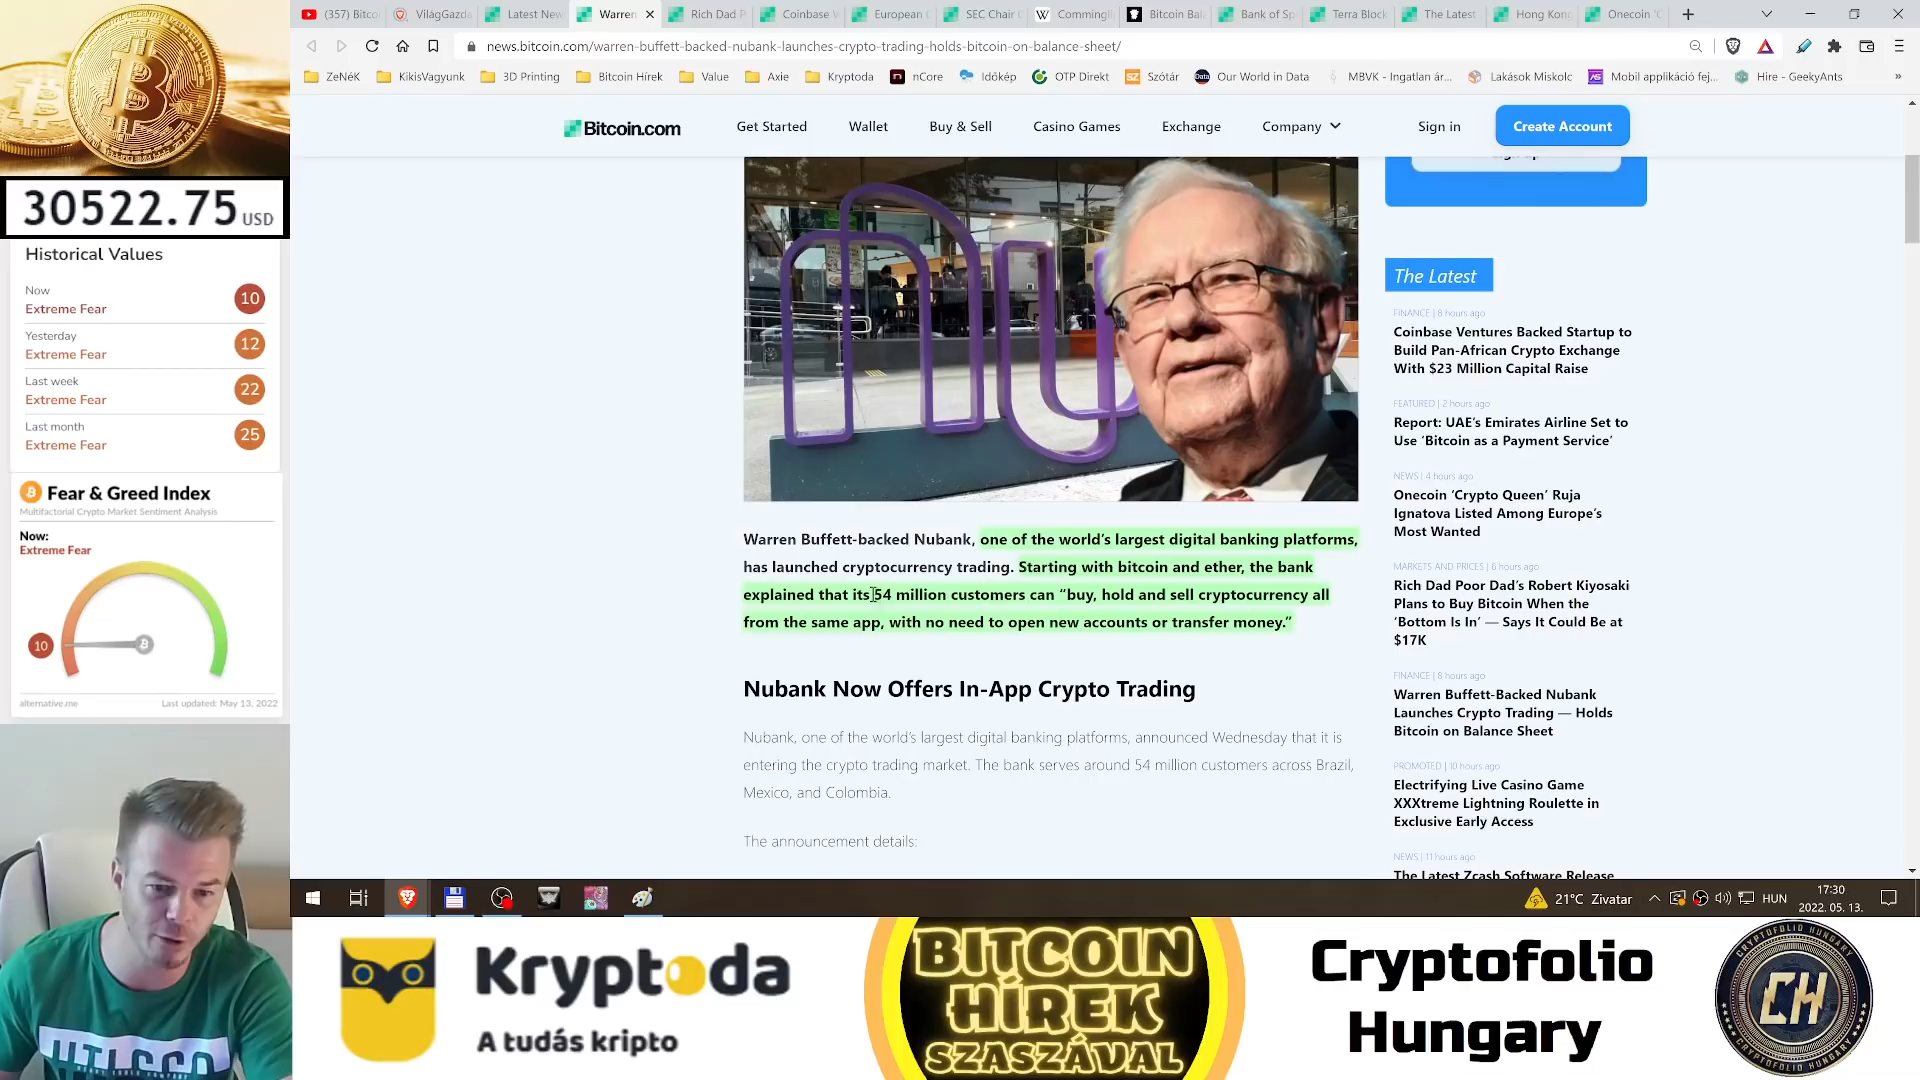 (357) Bitco
VilágGazda
Latest New
Warren
Rich Dad P
Coinbase V
European C
SEC Chair G
CommingB
Bitcoin Bal
Bank of Sp
Terra Block
The Latest
Hong Kong
Onecoin 'C
news.bitcoin.com/warren-buffett-backed-nubank-launches-crypto-trading-holds-bitcoin-on-balance-sheet/
ZeNéK
KikisVagyunk
3D Printing
Bitcoin Hírek
Value
Axie
Kryptoda
nCore
Időkép
OTP Direkt
Szótár
Our World in Data
MBVK - Ingatlan ár...
Lakások Miskolc
Mobil applikáció fej...
Hire - GeekyAnts
Bitcoin.com
Get Started
Wallet
Buy & Sell
Casino Games
Exchange
Company
Sign in
Create Account
30522.75 USD
Historical Values
Now
Extreme Fear
10
Yesterday
Extreme Fear
12
Last week
Extreme Fear
22
Last month
Extreme Fear
25
Fear & Greed Index
Multifactorial Crypto Market Sentiment Analysis
Now:
Extreme Fear
10
alternative.me
Last updated: May 13, 2022
Warren Buffett-backed Nubank, one of the world's largest digital banking platforms,
has launched cryptocurrency trading. Starting with bitcoin and ether, the bank
explained that its 54 million customers can “buy, hold and sell cryptocurrency all
from the same app, with no need to open new accounts or transfer money.”
Nubank Now Offers In-App Crypto Trading
Nubank, one of the world's largest digital banking platforms, announced Wednesday that it is
entering the crypto trading market. The bank serves around 54 million customers across Brazil,
Mexico, and Colombia.
The announcement details:
The Latest
FINANCE | 8 hours ago
Coinbase Ventures Backed Startup to
Build Pan-African Crypto Exchange
With $23 Million Capital Raise
FEATURED | 2 hours ago
Report: UAE's Emirates Airline Set to
Use 'Bitcoin as a Payment Service'
NEWS | 4 hours ago
Onecoin 'Crypto Queen' Ruja
Ignatova Listed Among Europe's
Most Wanted
MARKETS AND PRICES | 6 hours ago
Rich Dad Poor Dad's Robert Kiyosaki
Plans to Buy Bitcoin When the
'Bottom Is In' — Says It Could Be at
$17K
FINANCE | 8 hours ago
Warren Buffett-Backed Nubank
Launches Crypto Trading — Holds
Bitcoin on Balance Sheet
PROMOTED | 10 hours ago
Electrifying Live Casino Game
XXXtreme Lightning Roulette in
Exclusive Early Access
NEWS | 11 hours ago
The Latest Zcash Software Release
21°C Zivatar
HUN
17:30
2022. 05. 13.
Kryptoda
A tudás kripto
BITCOIN
HÍREK
SZASZÁVAL
Cryptofolio
Hungary
CRYPTOFOLIO HUNGARY
CH
CRYPTOFOLIO HUNGARY